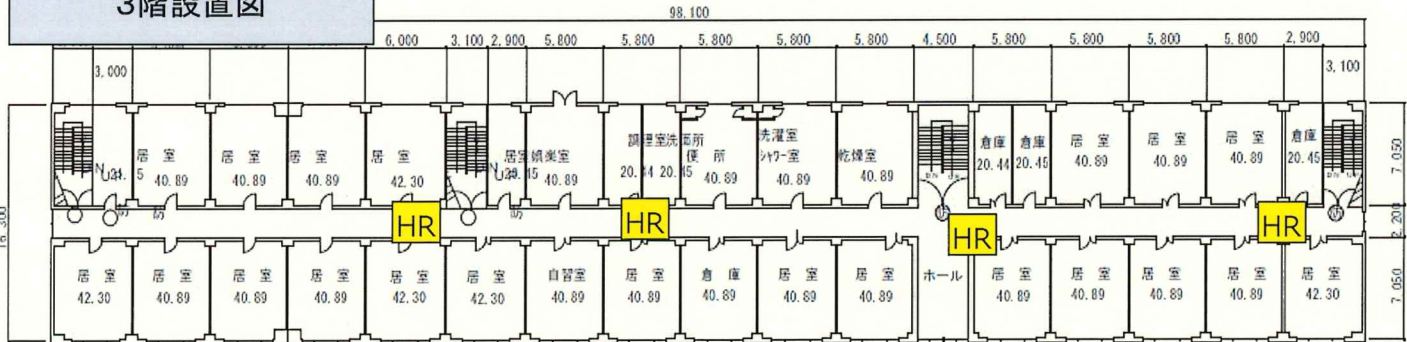 3階設置図
98,100
6,000 3,100 2,900 5,800 5,800 5,800 5,800 5,800 4,500 5,800 5,800 5,800 5,800 2,900
3,000
3,100
居室 40.89
居室 40.89
居室 40.89
居室 42.30
居室
娯楽室 40.89
調理室 20.44
洗面所 20.45
便所 40.89
洗濯室
シャワー室 40.89
乾燥室 40.89
倉庫 20.44
倉庫 20.45
居室 40.89
居室 40.89
居室 40.89
倉庫 20.45
7,050
2,200
7,050
HR
HR
HR
HR
居室 42.30
居室 40.89
居室 40.89
居室 40.89
居室 42.30
居室 42.30
自習室 40.89
居室 40.89
倉庫 40.89
居室 40.89
居室 40.89
ホール
居室 40.89
居室 40.89
居室 40.89
居室 40.89
居室 42.30